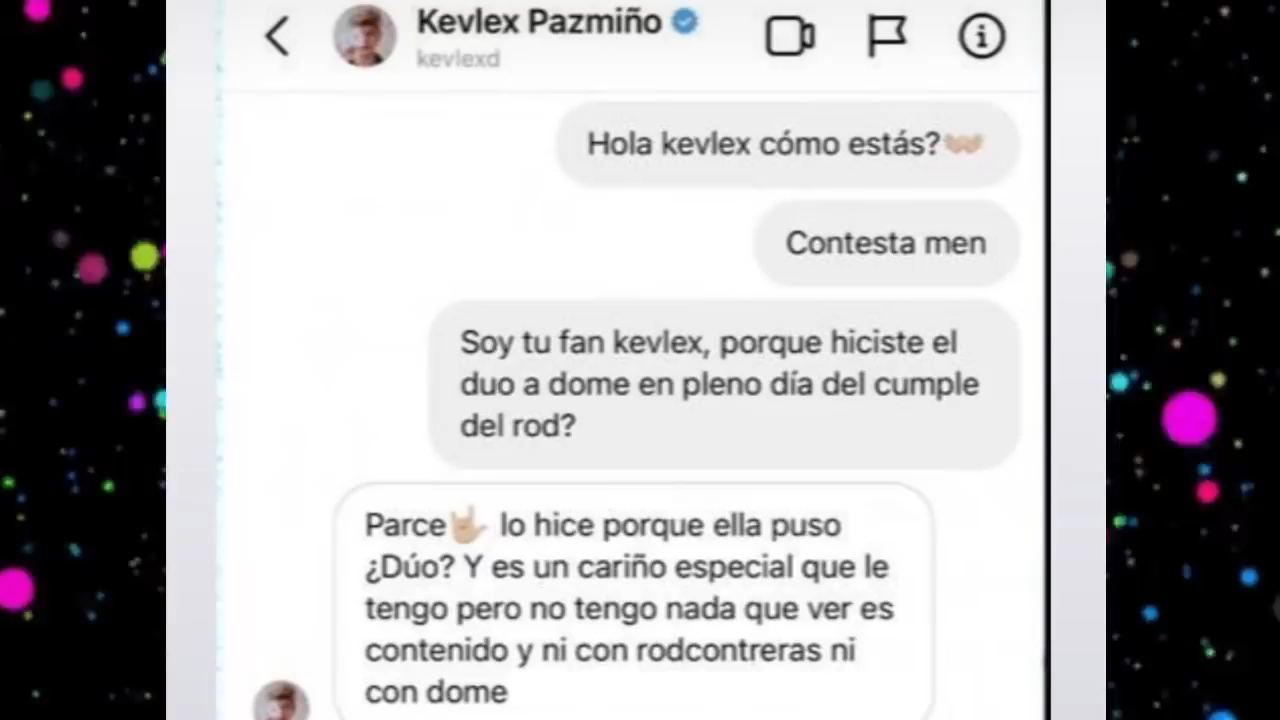 Kevlex Pazmiño
kevlexd
Hola kevlex cómo estás?
Contesta men
Soy tu fan kevlex, porque hiciste el
duo a dome en pleno día del cumple
del rod?
Parce🤟🏼 lo hice porque ella puso
¿Dúo? Y es un cariño especial que le
tengo pero no tengo nada que ver es
contenido y ni con rodcontreras ni
con dome